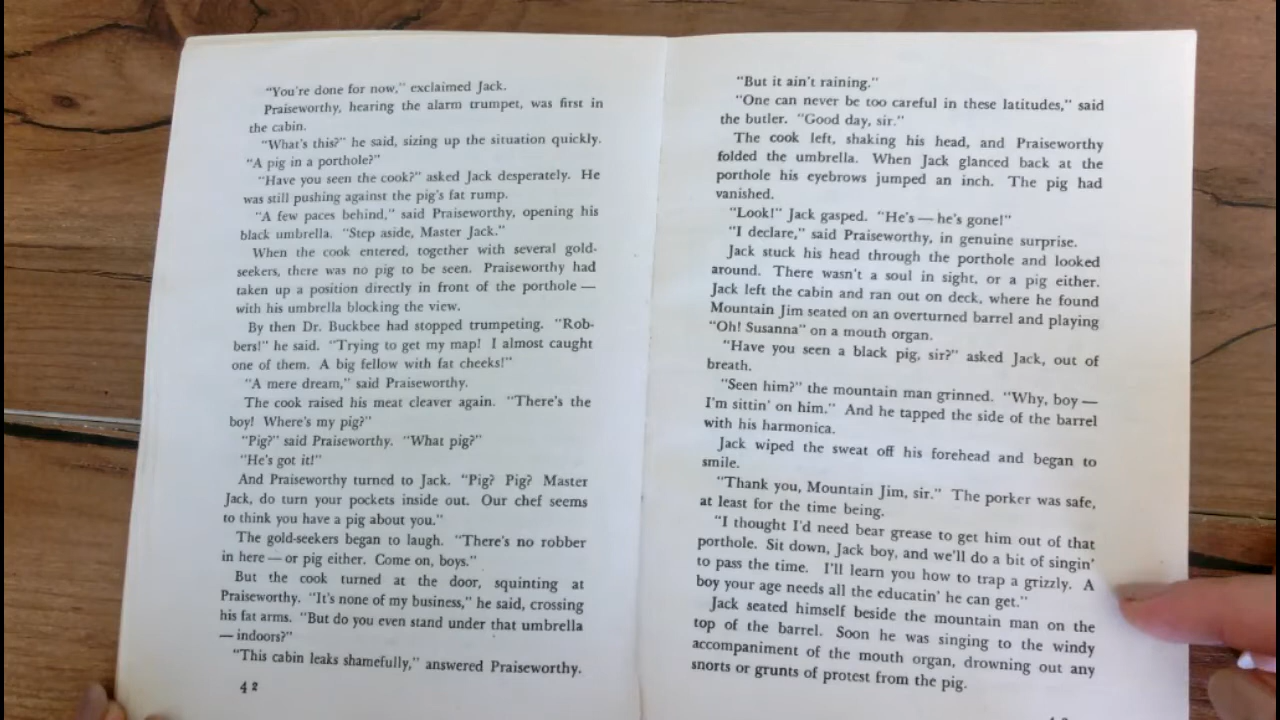 "You're done for now," exclaimed Jack.
Praiseworthy, hearing the alarm trumpet, was first in
the cabin.
"What's this?" he said, sizing up the situation quickly.
"A pig in a porthole?"
"Have you seen the cook?" asked Jack desperately. He
was still pushing against the pig's fat rump.
"A few paces behind," said Praiseworthy, opening his
black umbrella. "Step aside, Master Jack."
When the cook entered, together with several gold-
seekers, there was no pig to be seen. Praiseworthy had
taken up a position directly in front of the porthole —
with his umbrella blocking the view.
By then Dr. Buckbee had stopped trumpeting. "Rob-
bers!" he said. "Trying to get my map! I almost caught
one of them. A big fellow with fat cheeks!"
"A mere dream," said Praiseworthy.
The cook raised his meat cleaver again. "There's the
boy! Where's my pig?"
"Pig?" said Praiseworthy. "What pig?"
"He's got it!"
And Praiseworthy turned to Jack. "Pig? Pig? Master
Jack, do turn your pockets inside out. Our chef seems
to think you have a pig about you."
The gold-seekers began to laugh. "There's no robber
in here — or pig either. Come on, boys."
But the cook turned at the door, squinting at
Praiseworthy. "It's none of my business," he said, crossing
his fat arms. "But do you even stand under that umbrella
— indoors?"
"This cabin leaks shamefully," answered Praiseworthy.
42
"But it ain't raining."
"One can never be too careful in these latitudes," said
the butler. "Good day, sir."
The cook left, shaking his head, and Praiseworthy
folded the umbrella. When Jack glanced back at the
porthole his eyebrows jumped an inch. The pig had
vanished.
"Look!" Jack gasped. "He's — he's gone!"
"I declare," said Praiseworthy, in genuine surprise.
Jack stuck his head through the porthole and looked
around. There wasn't a soul in sight, or a pig either.
Jack left the cabin and ran out on deck, where he found
Mountain Jim seated on an overturned barrel and playing
"Oh! Susanna" on a mouth organ.
"Have you seen a black pig, sir?" asked Jack, out of
breath.
"Seen him?" the mountain man grinned. "Why, boy —
I'm sittin' on him." And he tapped the side of the barrel
with his harmonica.
Jack wiped the sweat off his forehead and began to
smile.
"Thank you, Mountain Jim, sir." The porker was safe,
at least for the time being.
"I thought I'd need bear grease to get him out of that
porthole. Sit down, Jack boy, and we'll do a bit of singin'
to pass the time. I'll learn you how to trap a grizzly. A
boy your age needs all the educatin' he can get."
Jack seated himself beside the mountain man on the
top of the barrel. Soon he was singing to the windy
accompaniment of the mouth organ, drowning out any
snorts or grunts of protest from the pig.